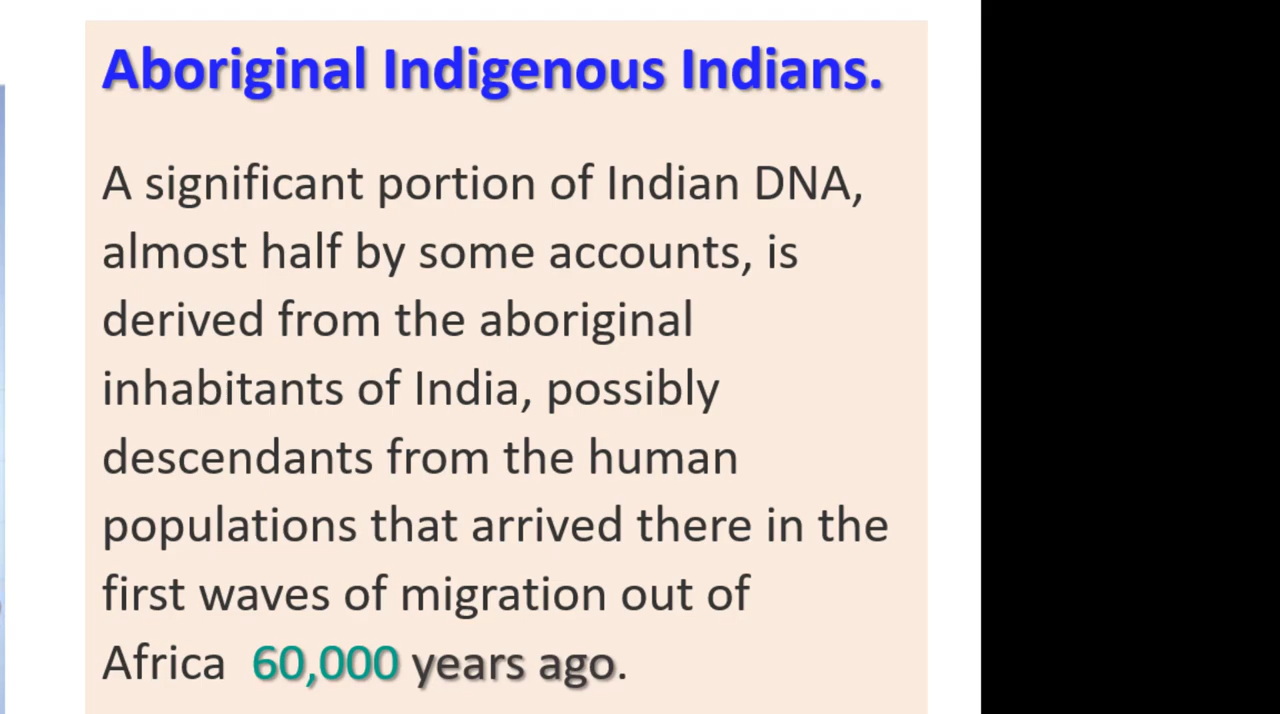 Aboriginal Indigenous Indians.
A significant portion of Indian DNA,
almost half by some accounts, is
derived from the aboriginal
inhabitants of India, possibly
descendants from the human
populations that arrived there in the
first waves of migration out of
Africa 60,000 years ago.